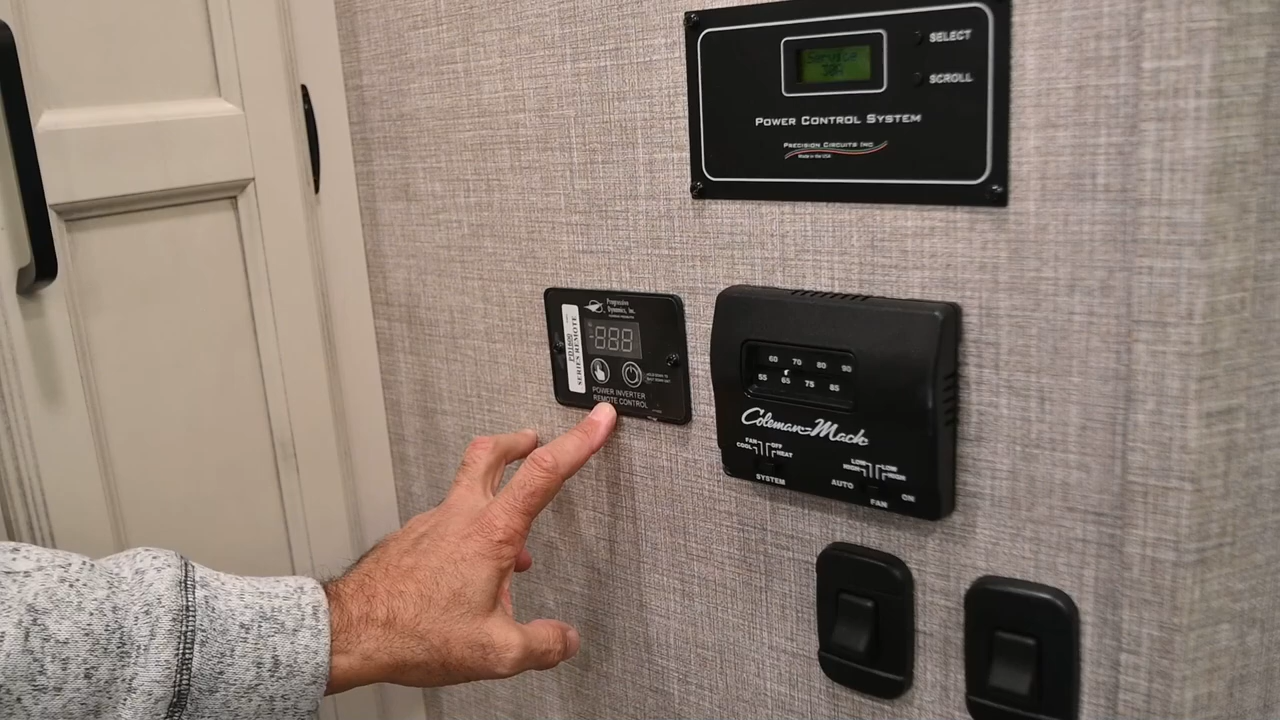 Service
30A
SELECT
SCROLL
POWER CONTROL SYSTEM
PRECISION CIRCUITS INC
Made in the USA
Progressive
Dynamics, Inc.
PD1600
SERIES REMOTE
POWER INVERTER
REMOTE CONTROL
60 70 80 90
55 65 75 85
Coleman-Mach
FAN OFF
COOL HEAT
SYSTEM
LOW LOW
HIGH HIGH
AUTO ON
FAN